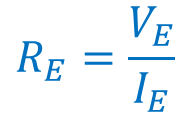 R_E = V_E / I_E